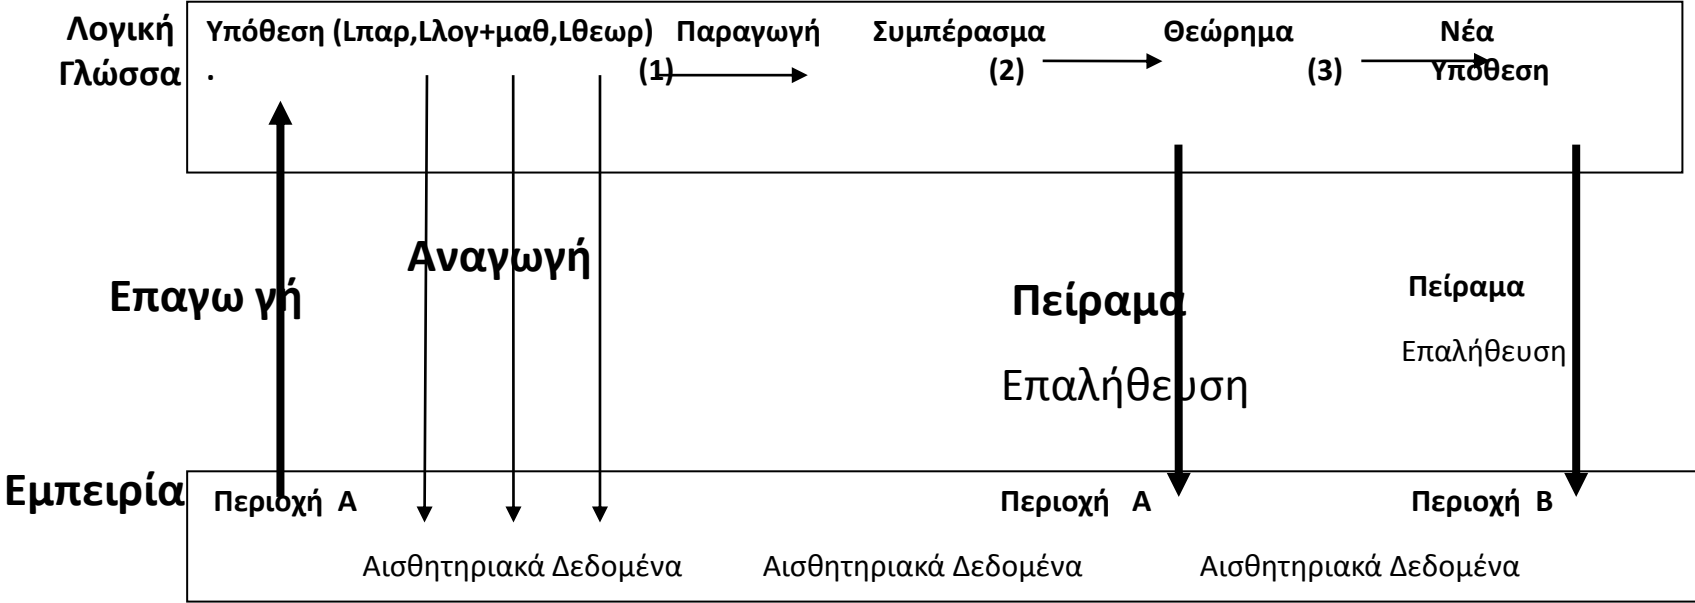 Λογική Υπόθεση (Lπαρ,Lλογ+μαθ,Lθεωρ) Παραγωγή Συμπέρασμα Θεώρημα Νέα
Γλώσσα . (1) (2) (3) Υπόθεση
Αναγωγή
Επαγω γή Πείραμα Πείραμα
Επαλήθευση Επαλήθευση
Εμπειρία Περιοχή Α Περιοχή Α Περιοχή Β
Αισθητηριακά Δεδομένα Αισθητηριακά Δεδομένα Αισθητηριακά Δεδομένα